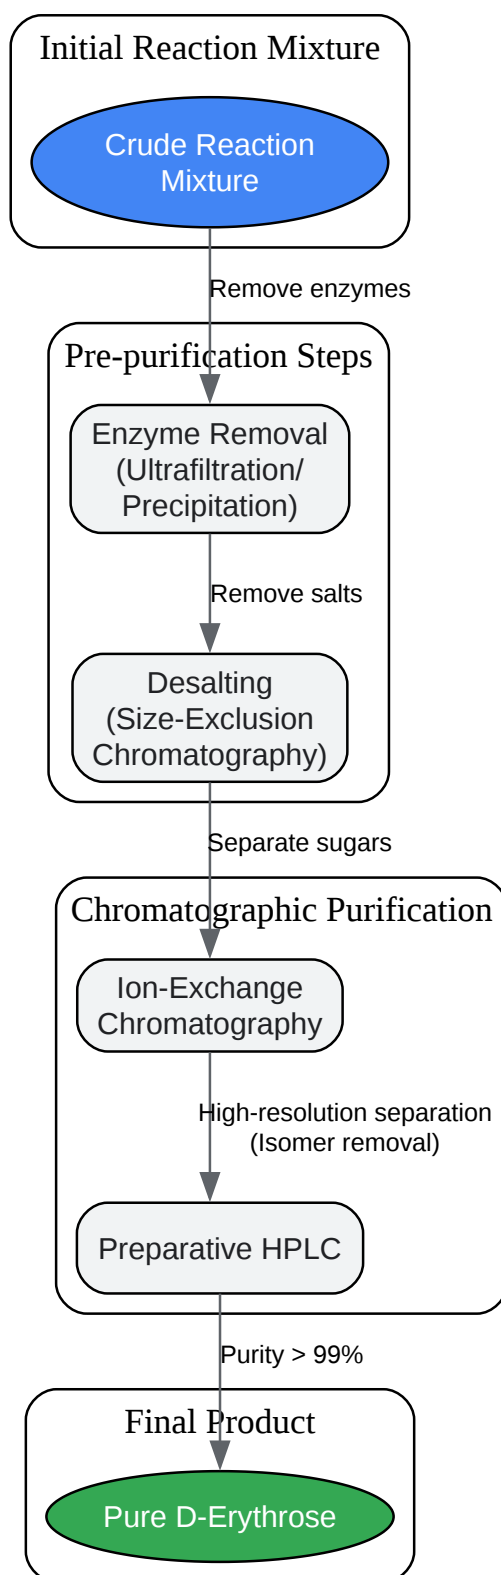 Initial Reaction Mixture
Crude Reaction
Mixture
Remove enzymes
Pre-purification Steps
Enzyme Removal
(Ultrafiltration/
Precipitation)
Remove salts
Desalting
(Size-Exclusion
Chromatography)
Separate sugars
Chromatographic Purification
Ion-Exchange
Chromatography
High-resolution separation
(Isomer removal)
Preparative HPLC
Purity > 99%
Final Product
Pure D-Erythrose